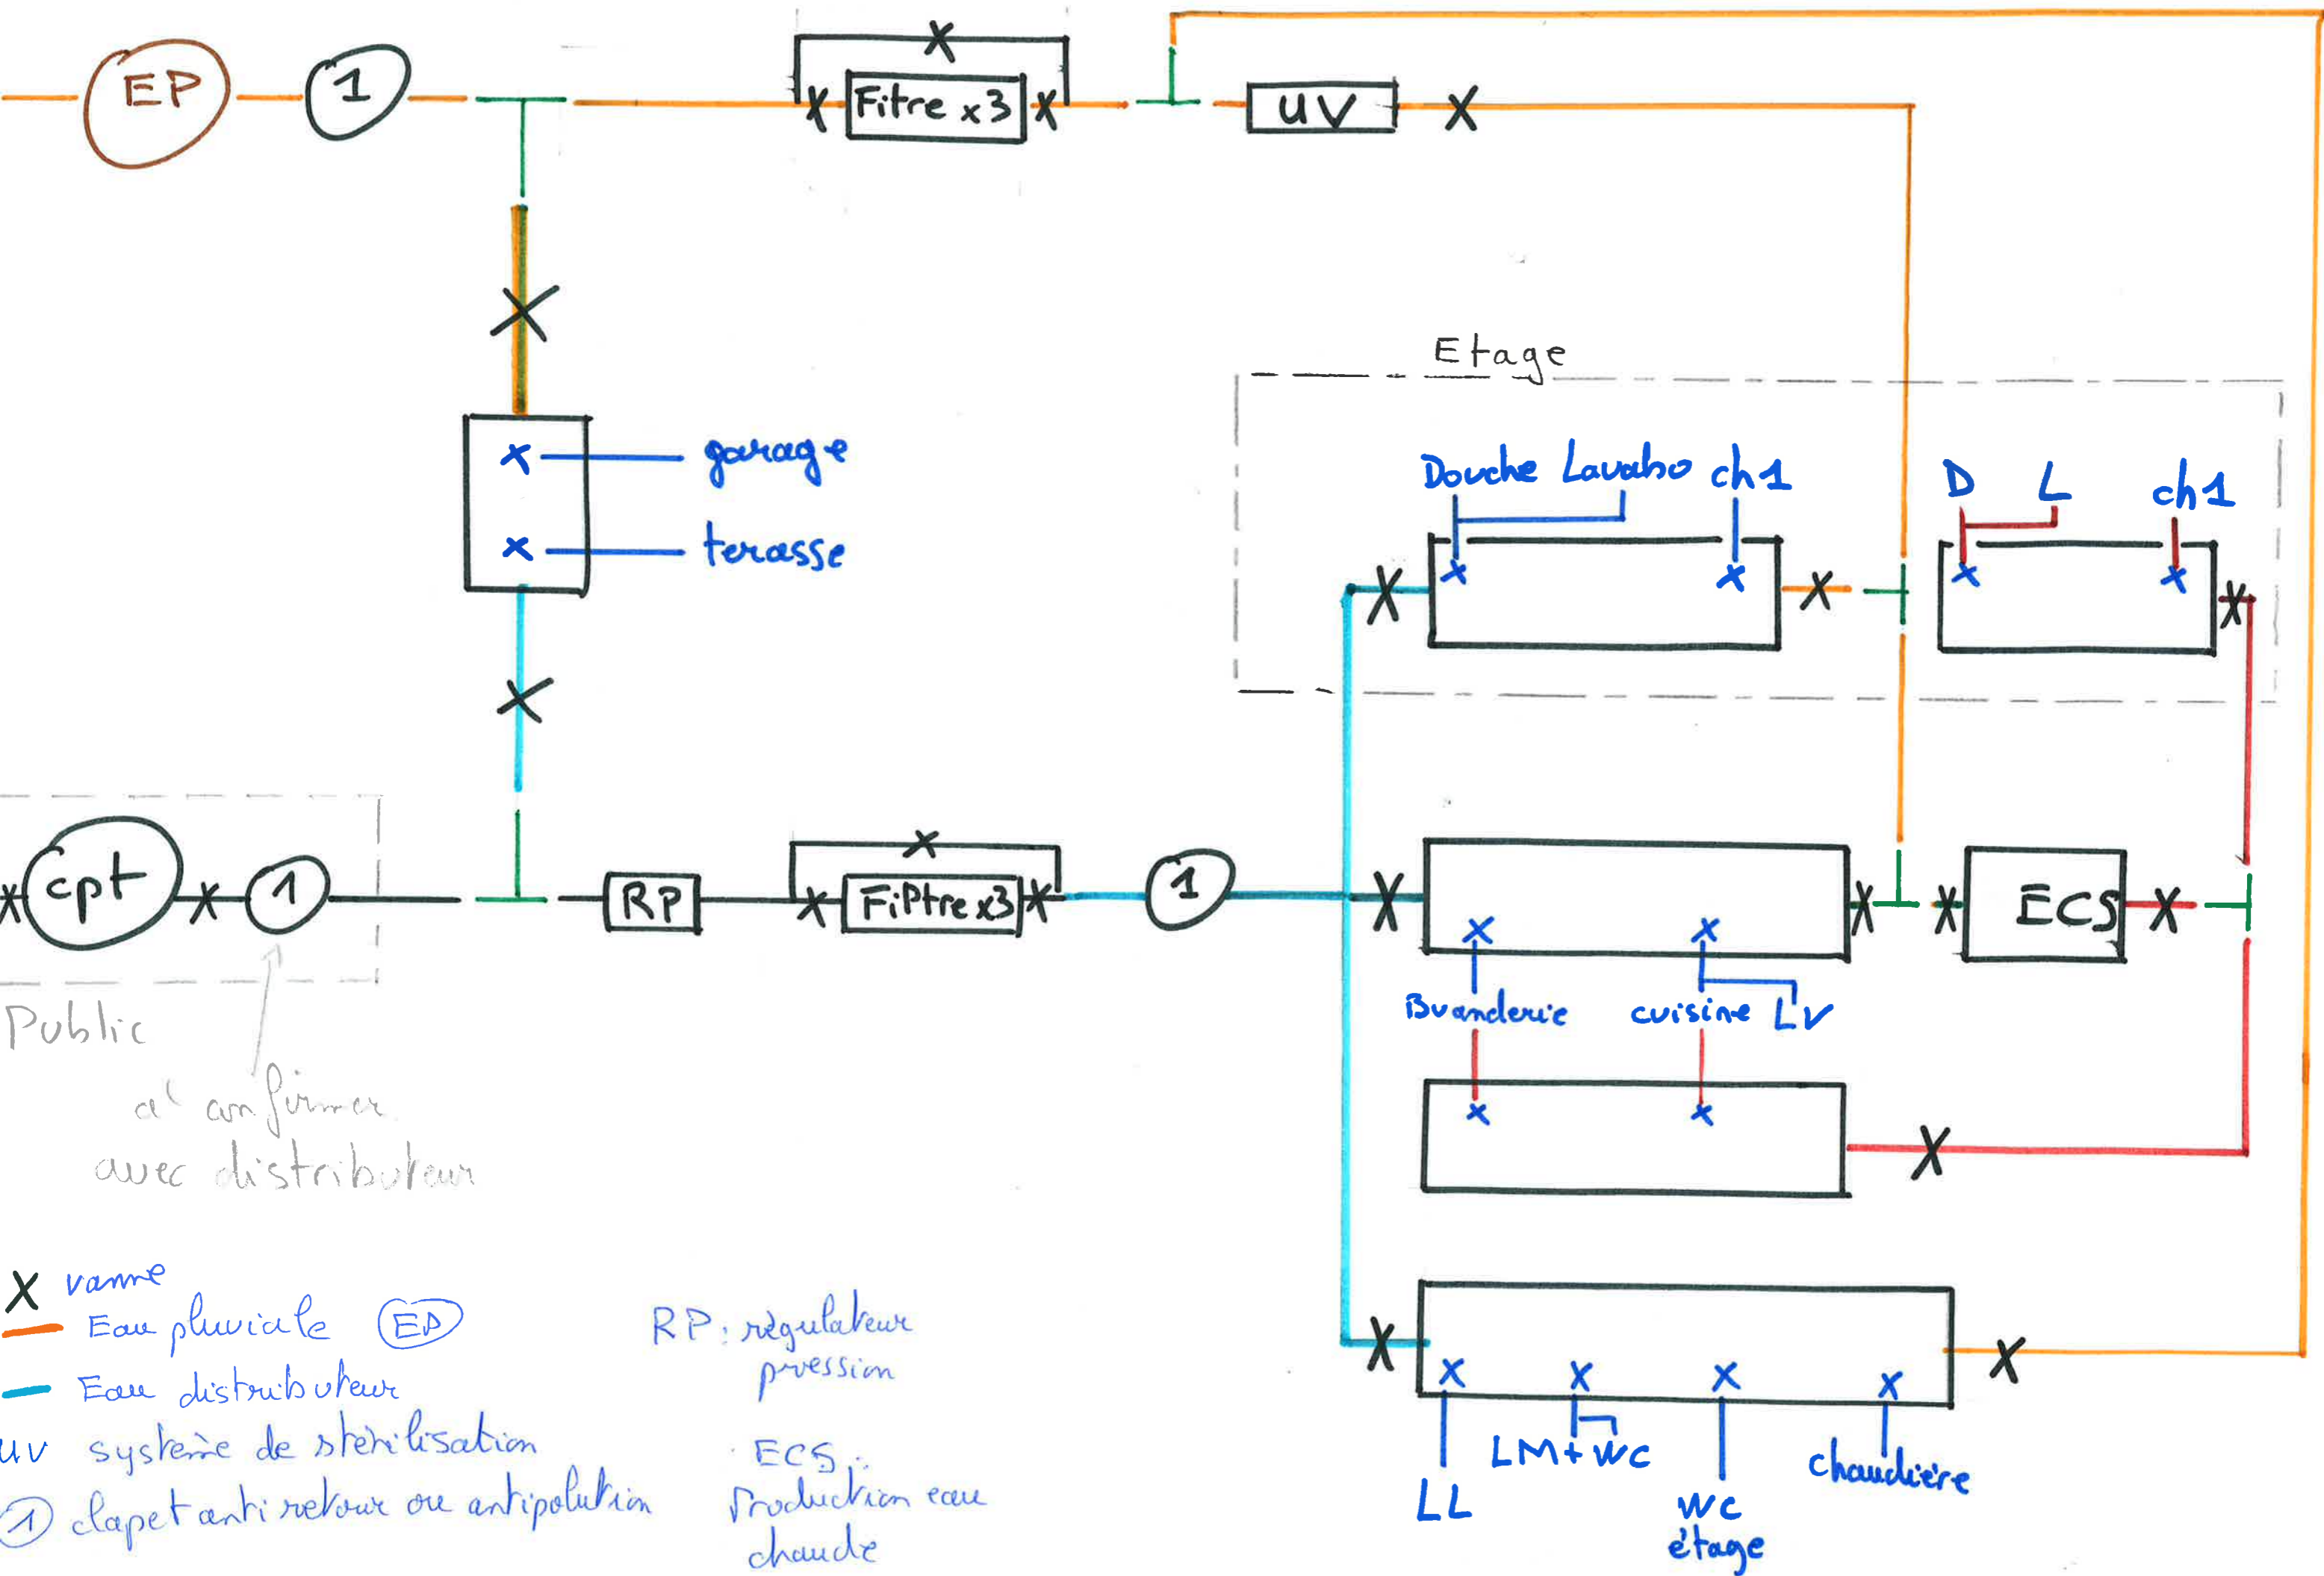 EP
1
Fitre x3
uv
Etage
garage
terasse
Douche Lavabo ch1
D L ch1
cpt
1
RP
Filtre x3
1
ECS
Public
à confirmer
avec distributeur
Buanderie
cuisine LV
LL
LM+WC
WC
étage
chaudière
X vanne
Eau pluviale EP
Eau distributeur
uv système de stérilisation
1 clapet anti retour ou antipolution
RP: régulateur
pression
ECS:
Production eau
chaude